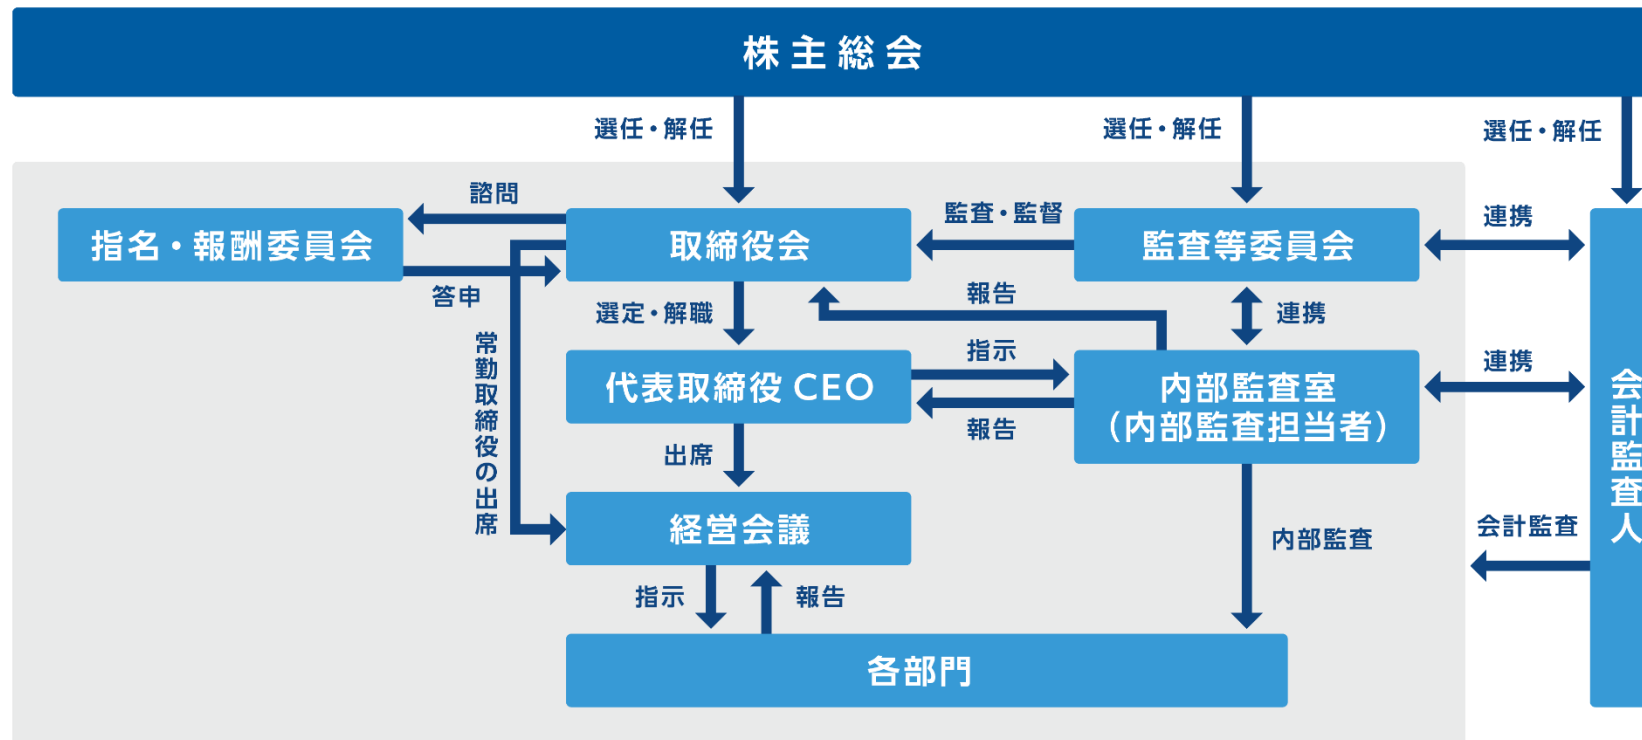 株主総会
選任・解任
選任・解任
選任・解任
諮問
監査・監督
連携
指名・報酬委員会
取締役会
監査等委員会
答申
選定・解職
報告
連携
常勤取締役の出席
指示
連携
代表取締役 CEO
内部監査室
（内部監査担当者）
報告
出席
会計監査人
経営会議
内部監査
会計監査
指示
報告
各部門